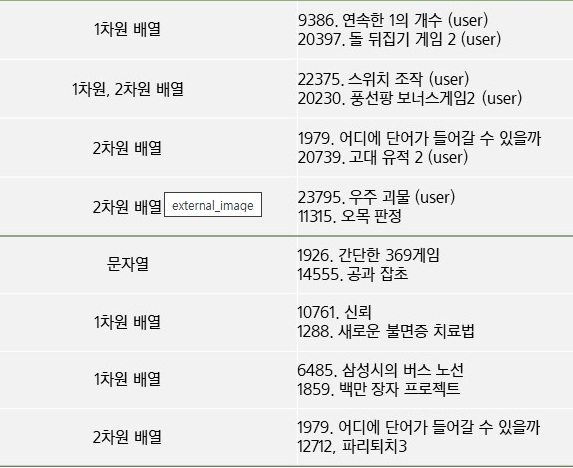 1차원 배열
9386. 연속한 1의 개수 (user)
20397. 돌 뒤집기 게임 2 (user)
1차원, 2차원 배열
22375. 스위치 조작 (user)
20230. 풍선팡 보너스게임2 (user)
2차원 배열
1979. 어디에 단어가 들어갈 수 있을까
20739. 고대 유적 2 (user)
2차원 배열
external_image
23795. 우주 괴물 (user)
11315. 오목 판정
문자열
1926. 간단한 369게임
14555. 공과 잡초
1차원 배열
10761. 신뢰
1288. 새로운 불면증 치료법
1차원 배열
6485. 삼성시의 버스 노선
1859. 백만 장자 프로젝트
2차원 배열
1979. 어디에 단어가 들어갈 수 있을까
12712, 파리퇴치3